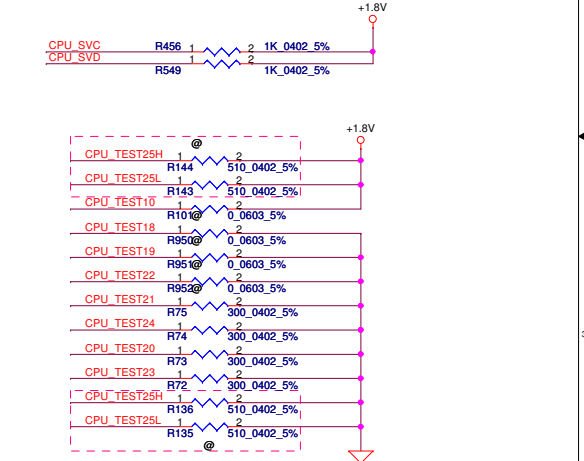 +1.8V
CPU_SVC R456 1 2 1K_0402_5%
CPU_SVD 1 2
R549 1K_0402_5%
+1.8V
@
CPU_TEST25H 1 2
R144 510_0402_5%
CPU_TEST25L 1 2
R143 510_0402_5%
CPU_TEST10 1 2
R101@ 0_0603_5%
CPU_TEST18 1 2
R950@ 0_0603_5%
CPU_TEST19 1 2
R951@ 0_0603_5%
CPU_TEST22 1 2
R952@ 0_0603_5%
CPU_TEST21 1 2
R75 300_0402_5%
CPU_TEST24 1 2
R74 300_0402_5%
CPU_TEST20 1 2
R73 300_0402_5%
CPU_TEST23 1 2
R72 300_0402_5%
CPU_TEST25H 1 2
R136 510_0402_5%
CPU_TEST25L 1 2
R135 510_0402_5%
@